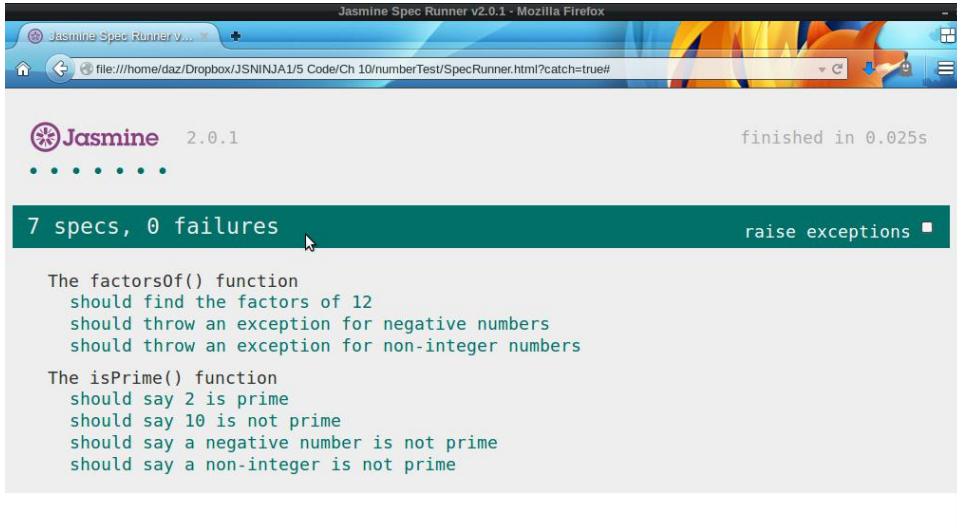 Jasmine Spec Runner v2.0.1 - Mozilla Firefox
Jasmine Spec Runner v...
file:///home/daz/Dropbox/JSNINJA1/5 Code/Ch 10/numberTest/SpecRunner.html?catch=true#
Jasmine 2.0.1 finished in 0.025s
7 specs, 0 failures raise exceptions
The factorsOf() function
should find the factors of 12
should throw an exception for negative numbers
should throw an exception for non-integer numbers
The isPrime() function
should say 2 is prime
should say 10 is not prime
should say a negative number is not prime
should say a non-integer is not prime